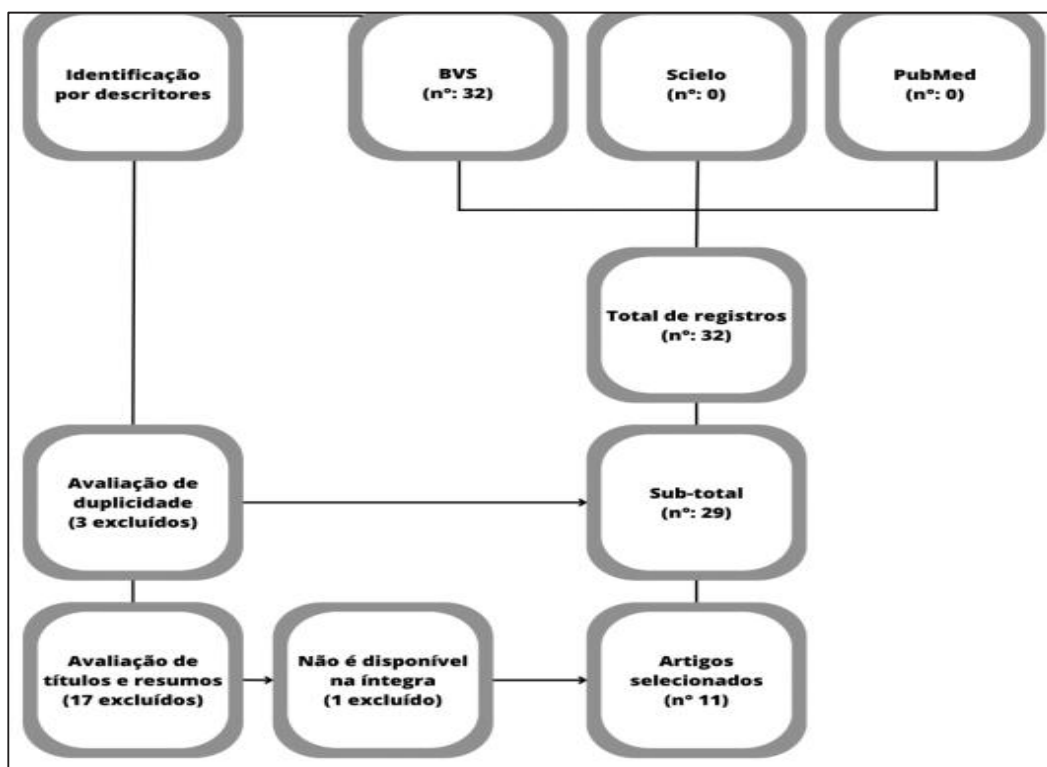 Identificação
por descritores
BVS
(nº: 32)
Scielo
(nº: 0)
PubMed
(nº: 0)
Total de registros
(nº: 32)
Avaliação de
duplicidade
(3 excluídos)
Sub-total
(nº: 29)
Avaliação de
títulos e resumos
(17 excluídos)
Não é disponível
na íntegra
(1 excluído)
Artigos
selecionados
(nº 11)